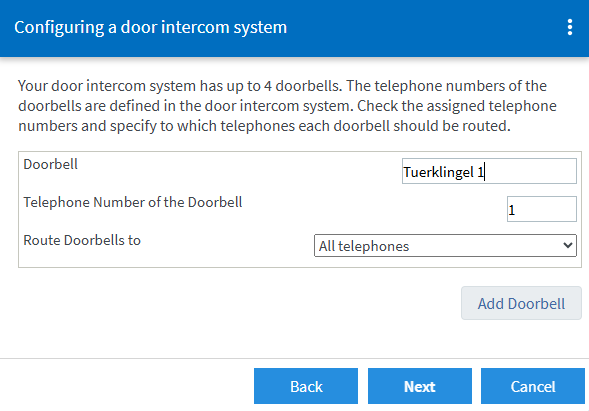 Configuring a door intercom system
Your door intercom system has up to 4 doorbells. The telephone numbers of the
doorbells are defined in the door intercom system. Check the assigned telephone
numbers and specify to which telephones each doorbell should be routed.
Doorbell Tuerklingel 1
Telephone Number of the Doorbell 1
Route Doorbells to All telephones
Add Doorbell
Back Next Cancel